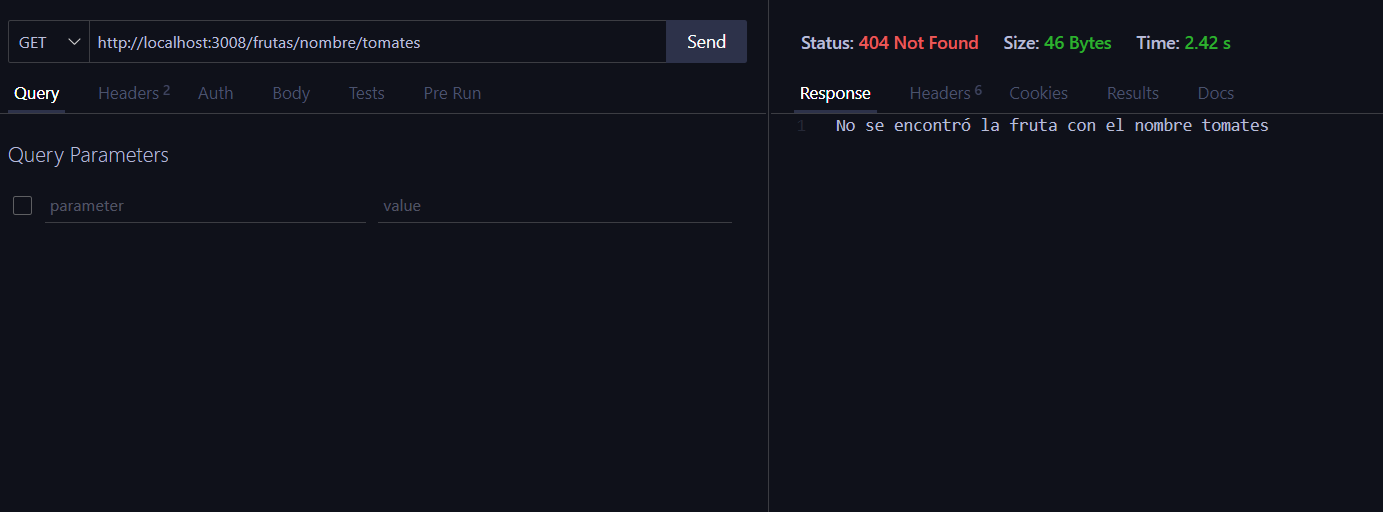 GET http://localhost:3008/frutas/nombre/tomates Send
Query Headers 2 Auth Body Tests Pre Run
Query Parameters
parameter value
Status: 404 Not Found Size: 46 Bytes Time: 2.42 s
Response Headers 6 Cookies Results Docs
1 No se encontró la fruta con el nombre tomates